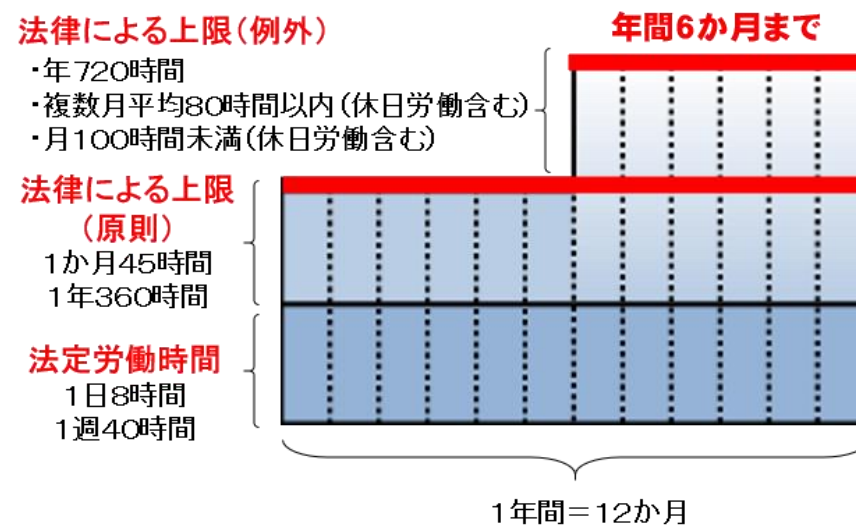 法律による上限(例外)
・年720時間
・複数月平均80時間以内(休日労働含む)
・月100時間未満(休日労働含む)
年間6か月まで
法律による上限
(原則)
1か月45時間
1年360時間
法定労働時間
1日8時間
1週40時間
1年間=12か月